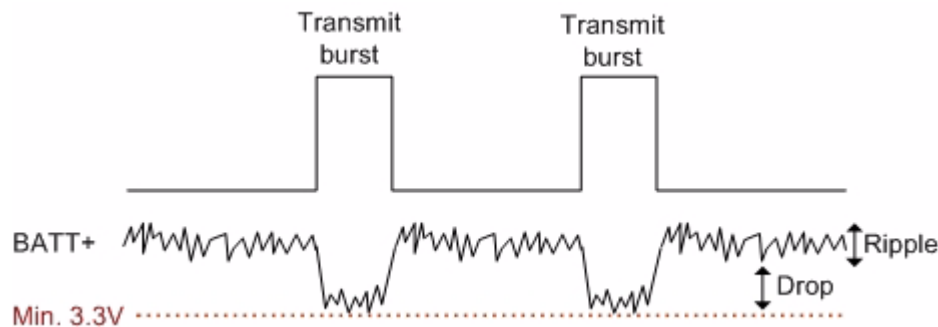 Transmit
burst
Transmit
burst
BATT+
Ripple
Drop
Min. 3.3V